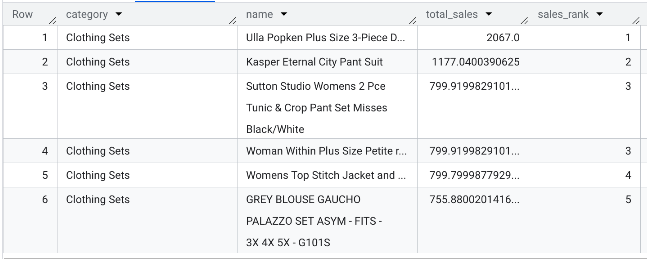 Row category name total_sales sales_rank
1 Clothing Sets Ulla Popken Plus Size 3-Piece D... 2067.0 1
2 Clothing Sets Kasper Eternal City Pant Suit 1177.0400390625 2
3 Clothing Sets Sutton Studio Womens 2 Pce 799.9199829101... 3
Tunic & Crop Pant Set Misses
Black/White
4 Clothing Sets Woman Within Plus Size Petite r... 799.9199829101... 3
5 Clothing Sets Womens Top Stitch Jacket and ... 799.7999877929... 4
6 Clothing Sets GREY BLOUSE GAUCHO 755.8800201416... 5
PALAZZO SET ASYM - FITS -
3X 4X 5X - G101S